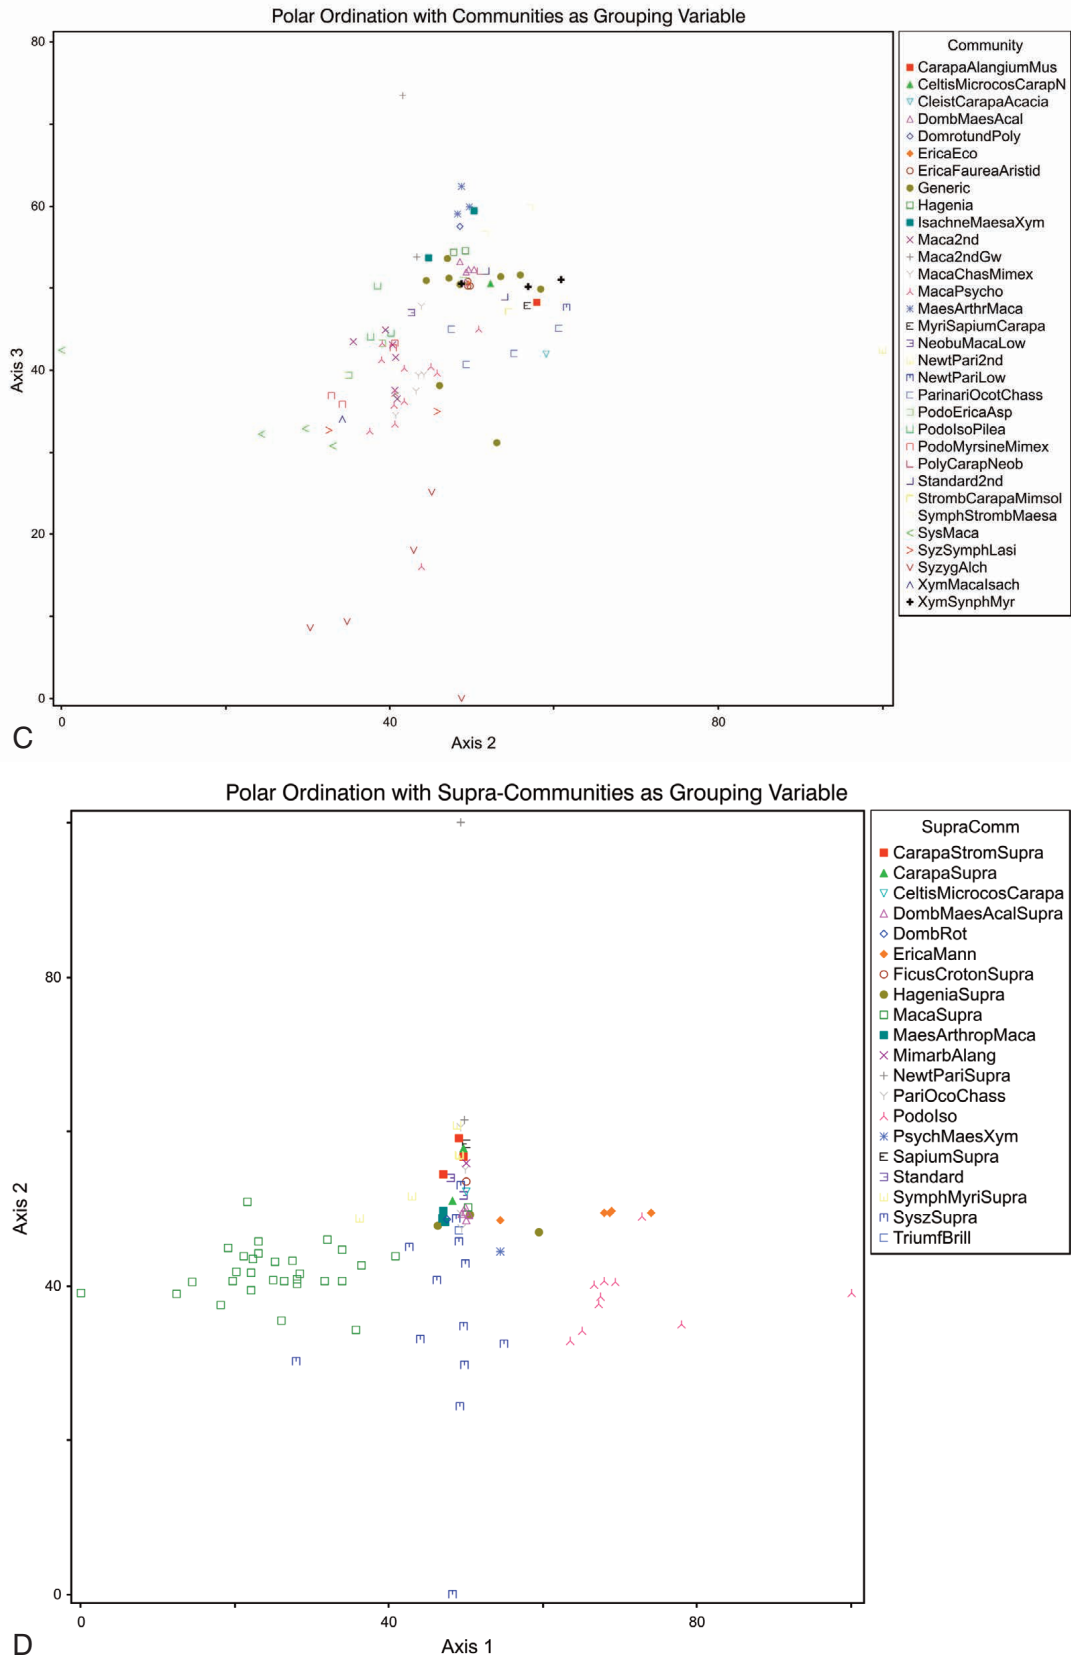 Polar Ordination with Communities as Grouping Variable
80
60
40
20
0
Axis 3
0
40
80
Axis 2
C
Community
CarapaAlangiumMus
CeltisMicrocosCarapN
CleistCarapaAcacia
DombMaesAcal
DomrotundPoly
EricaEco
EricaFaureaAristid
Generic
Hagenia
IsachneMaesaXym
Maca2nd
Maca2ndGw
MacaChasMimex
MacaPsycho
MaesArthrMaca
MyriSapiumCarapa
NeobuMacaLow
NewtPari2nd
NewtPariLow
ParinariOcotChass
PodoEricaAsp
PodoIsoPilea
PodoMyrsineMimex
PolyCarapNeob
Standard2nd
StrombCarapaMimsol
SymphStrombMaesa
SysMaca
SyzSymphLasi
SyzygAlch
XymMacaIsach
XymSynphMyr
Polar Ordination with Supra-Communities as Grouping Variable
80
40
0
Axis 2
0
40
80
Axis 1
D
SupraComm
CarapaStromSupra
CarapaSupra
CeltisMicrocosCarapa
DombMaesAcalSupra
DombRot
EricaMann
FicusCrotonSupra
HageniaSupra
MacaSupra
MaesArthropMaca
MimarbAlang
NewtPariSupra
PariOcoChass
PodoIso
PsychMaesXym
SapiumSupra
Standard
SymphMyriSupra
SyszSupra
TriumfBrill